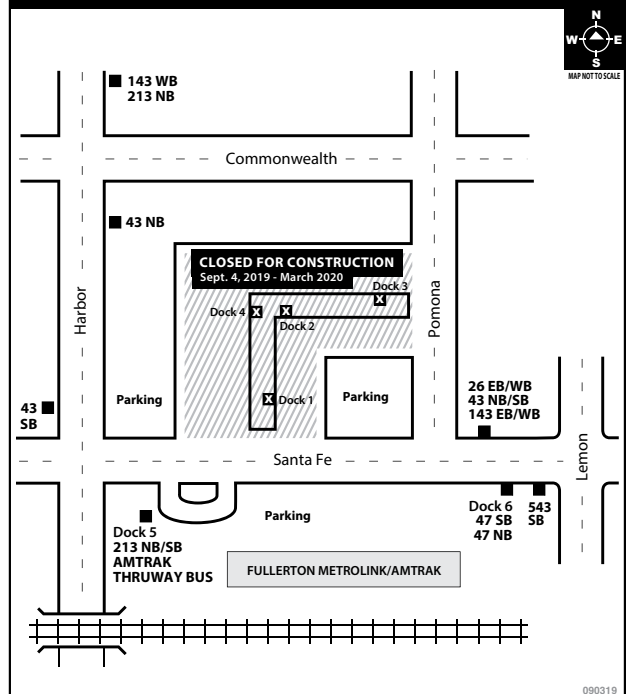 N
W E
S
MAP NOT TO SCALE
143 WB
213 NB
Commonwealth
43 NB
CLOSED FOR CONSTRUCTION
Sept. 4, 2019 - March 2020
Dock 3
Dock 4 X X X
Dock 2
Harbor
Pomona
26 EB/WB
43 NB/SB
143 EB/WB
43
SB
Parking
X Dock 1
Parking
Santa Fe
Lemon
Dock 5
213 NB/SB
AMTRAK
THRUWAY BUS
Parking
Dock 6
47 SB
47 NB
543
SB
FULLERTON METROLINK/AMTRAK
090319